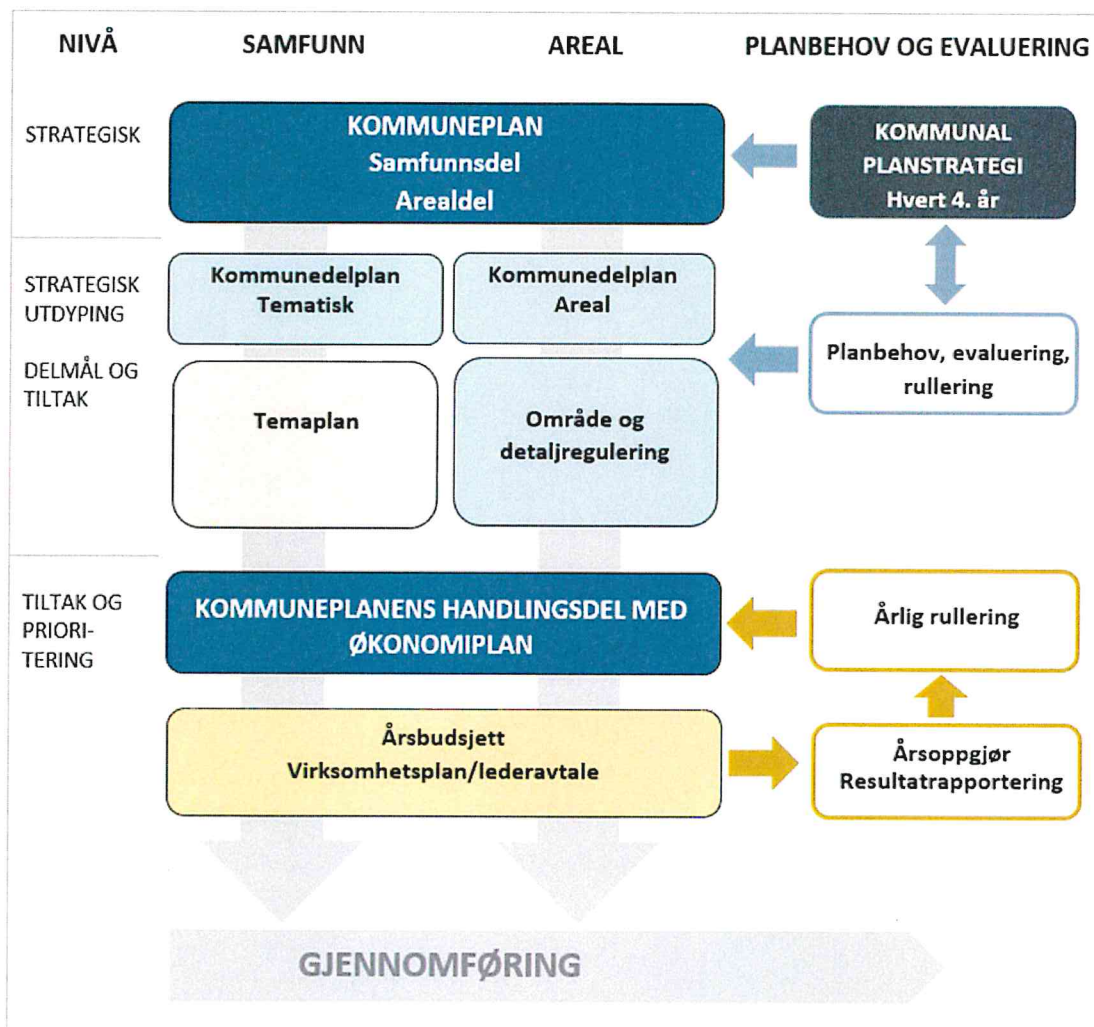 NIVÅ
SAMFUNN
AREAL
PLANBEHOV OG EVALUERING
STRATEGISK
KOMMUNEPLAN
Samfunnsdel
Arealdel
KOMMUNAL
PLANSTRATEGI
Hvert 4. år
STRATEGISK
UTDYPING
Kommunedelplan
Tematisk
Kommunedelplan
Areal
DELMÅL OG
TILTAK
Temaplan
Område og
detaljregulering
Planbehov, evaluering,
rullering
TILTAK OG
PRIORI-
TERING
KOMMUNEPLANENS HANDLINGSDEL MED
ØKONOMIPLAN
Årlig rullering
Årsbudsjett
Virksomhetsplan/lederavtale
Årsoppgjør
Resultatrapportering
GJENNOMFØRING